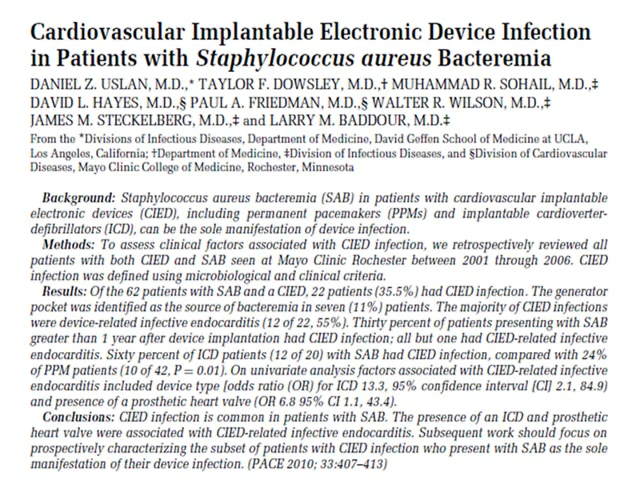 Cardiovascular Implantable Electronic Device Infection
in Patients with Staphylococcus aureus Bacteremia
DANIEL Z. USLAN, M.D.,* TAYLOR F. DOWSLEY, M.D.,† MUHAMMAD R. SOHAIL, M.D.,‡
DAVID L. HAYES, M.D.,§ PAUL A. FRIEDMAN, M.D.,§ WALTER R. WILSON, M.D.,‡
JAMES M. STECKELBERG, M.D.,‡ and LARRY M. BADDOUR, M.D.‡
From the *Divisions of Infectious Diseases, Department of Medicine, David Geffen School of Medicine at UCLA,
Los Angeles, California; †Department of Medicine, ‡Division of Infectious Diseases, and §Division of Cardiovascular
Diseases, Mayo Clinic College of Medicine, Rochester, Minnesota
Background: Staphylococcus aureus bacteremia (SAB) in patients with cardiovascular implantable
electronic devices (CIED), including permanent pacemakers (PPMs) and implantable cardioverter-
defibrillators (ICD), can be the sole manifestation of device infection.
Methods: To assess clinical factors associated with CIED infection, we retrospectively reviewed all
patients with both CIED and SAB seen at Mayo Clinic Rochester between 2001 through 2006. CIED
infection was defined using microbiological and clinical criteria.
Results: Of the 62 patients with SAB and a CIED, 22 patients (35.5%) had CIED infection. The generator
pocket was identified as the source of bacteremia in seven (11%) patients. The majority of CIED infections
were device-related infective endocarditis (12 of 22, 55%). Thirty percent of patients presenting with SAB
greater than 1 year after device implantation had CIED infection; all but one had CIED-related infective
endocarditis. Sixty percent of ICD patients (12 of 20) with SAB had CIED infection, compared with 24%
of PPM patients (10 of 42, P = 0.01). On univariate analysis factors associated with CIED-related infective
endocarditis included device type [odds ratio (OR) for ICD 13.3, 95% confidence interval [CI] 2.1, 84.9)
and presence of a prosthetic heart valve (OR 6.8 95% CI 1.1, 43.4).
Conclusions: CIED infection is common in patients with SAB. The presence of an ICD and prosthetic
heart valve were associated with CIED-related infective endocarditis. Subsequent work should focus on
prospectively characterizing the subset of patients with CIED infection who present with SAB as the sole
manifestation of their device infection. (PACE 2010; 33:407–413)